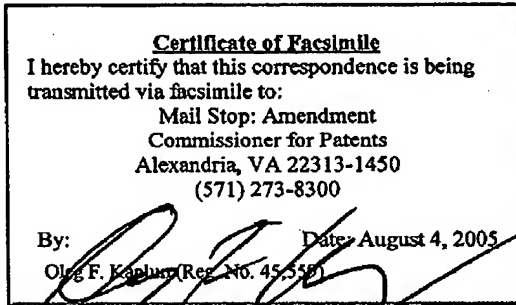 Certificate of Facsimile
I hereby certify that this correspondence is being
transmitted via facsimile to:
Mail Stop: Amendment
Commissioner for Patents
Alexandria, VA 22313-1450
(571) 273-8300
By: Date: August 4, 2005
Oleg F. Kaplun (Reg. No. 45,559)